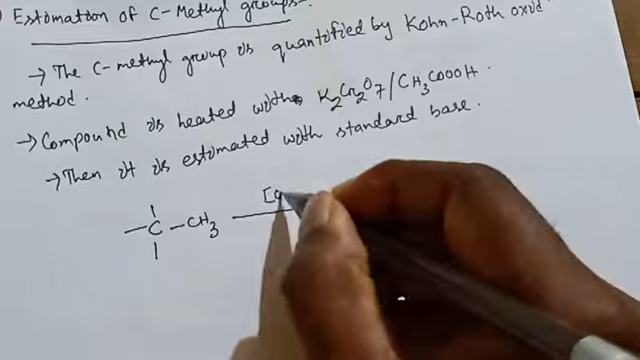 Estimation of C-Methyl groups-
→ The C-methyl group is quantified by Kohn-Roth oxid
method.
→ Compound is heated with K2Cr2O7/CH3COOOH.
→ Then it is estimated with standard base.
[o
-C-CH3